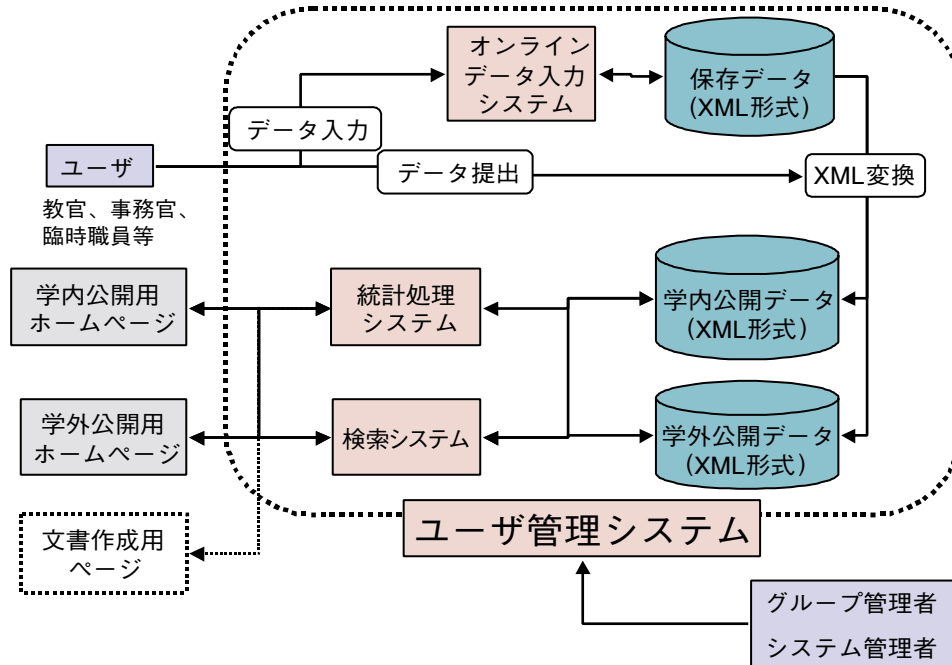 オンライン
データ入力
システム
保存データ
(XML形式)
データ入力
ユーザ
データ提出
XML変換
教官、事務官、
臨時職員等
学内公開用
ホームページ
統計処理
システム
学内公開データ
(XML形式)
学外公開用
ホームページ
検索システム
学外公開データ
(XML形式)
ユーザ管理システム
文書作成用
ページ
グループ管理者
システム管理者